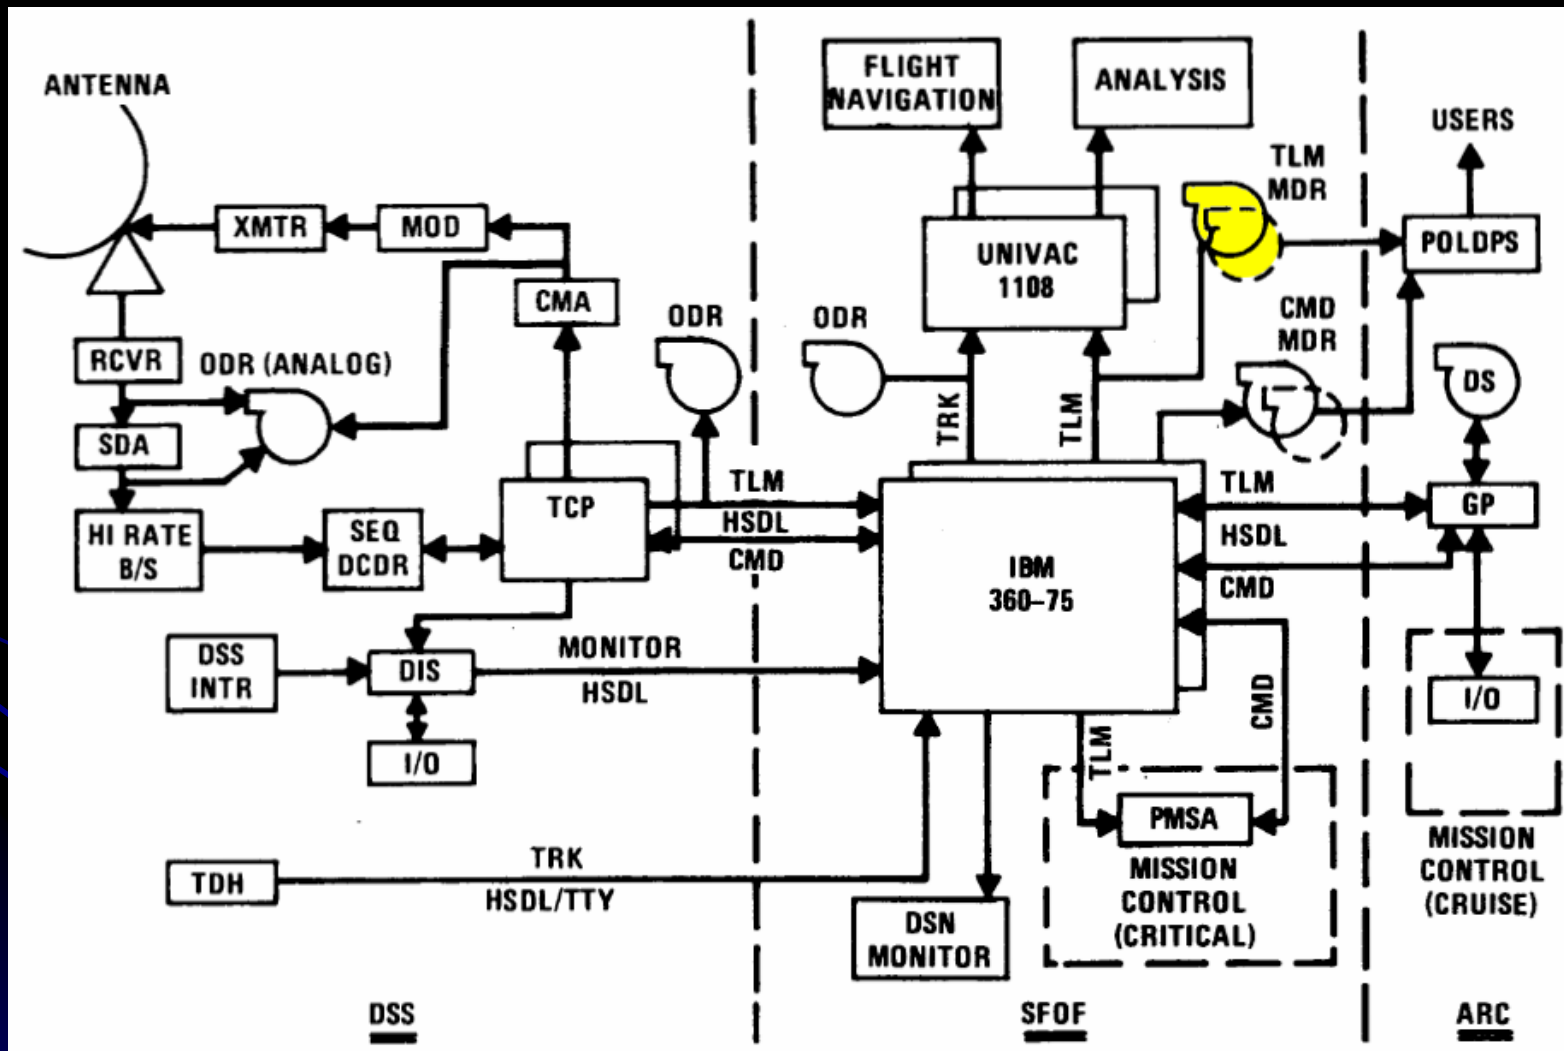 ANTENNA
XMTR
MOD
CMA
RCVR
ODR (ANALOG)
SDA
HI RATE
B/S
SEQ
DCDR
TCP
ODR
TLM
HSDL
CMD
DSS
INTR
DIS
MONITOR
HSDL
I/O
TDH
TRK
HSDL/TTY
DSS
FLIGHT
NAVIGATION
ANALYSIS
UNIVAC
1108
ODR
TRK
TLM
TLM
MDR
CMD
MDR
IBM
360-75
TLM
HSDL
CMD
CMD
TLM
PMSA
MISSION
CONTROL
(CRITICAL)
DSN
MONITOR
SFOF
USERS
POLDPS
DS
GP
I/O
MISSION
CONTROL
(CRUISE)
ARC